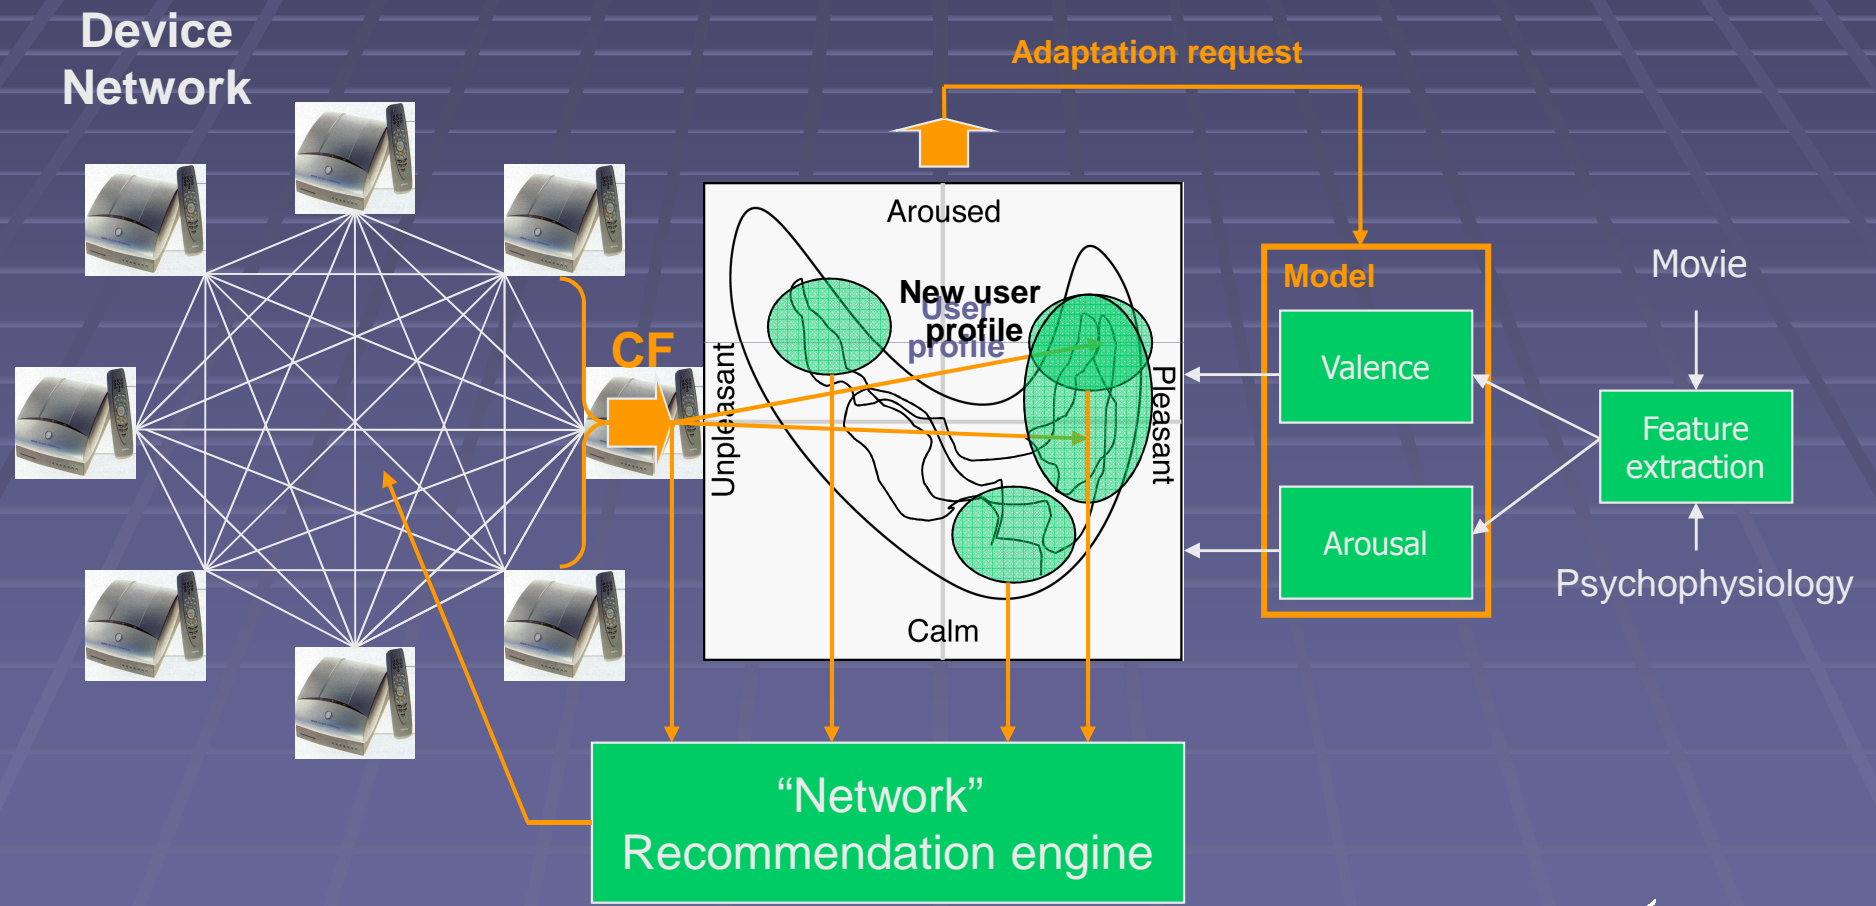 Device
Network
Adaptation request
Aroused
New user
profile
User
profile
CF
Unpleasant
Pleasant
Calm
Model
Valence
Arousal
Movie
Feature
extraction
Psychophysiology
“Network”
Recommendation engine